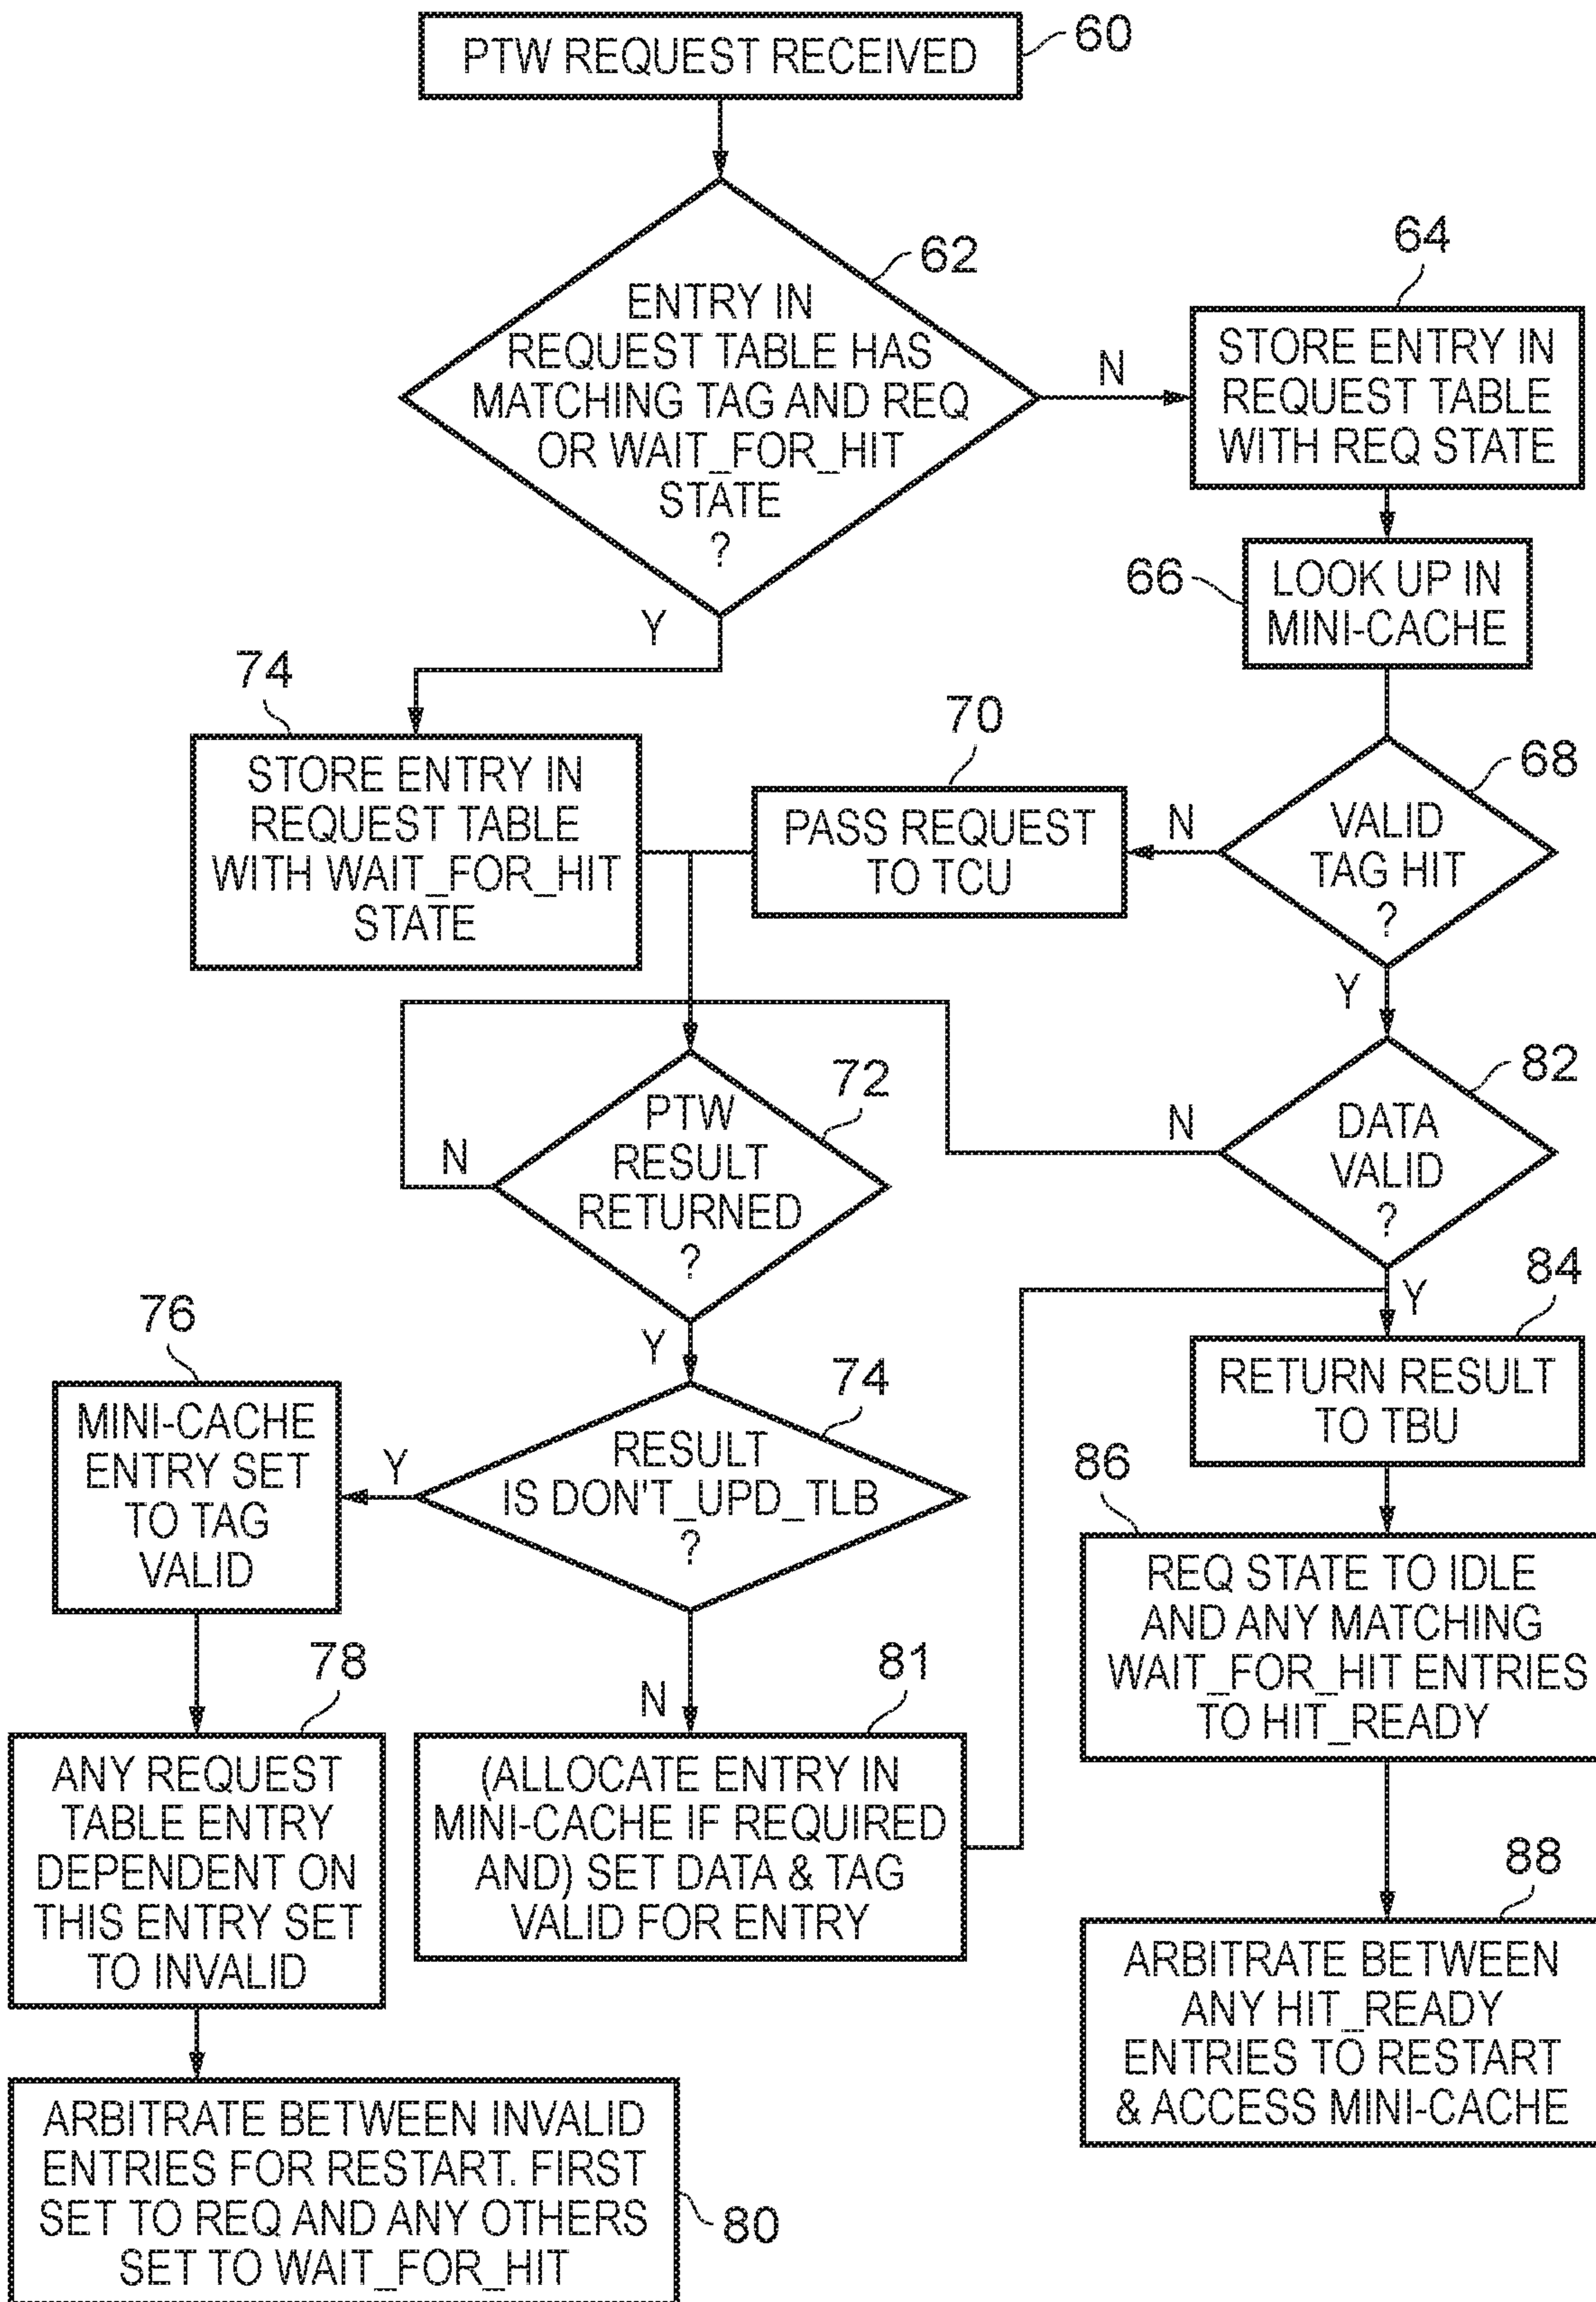 PTW REQUEST RECEIVED
60
62
ENTRY IN
REQUEST TABLE HAS
MATCHING TAG AND REQ
OR WAIT_FOR_HIT
STATE
?
N
Y
64
STORE ENTRY IN
REQUEST TABLE
WITH REQ STATE
66
LOOK UP IN
MINI-CACHE
74
STORE ENTRY IN
REQUEST TABLE
WITH WAIT_FOR_HIT
STATE
70
PASS REQUEST
TO TCU
N
68
VALID
TAG HIT
?
Y
72
PTW
RESULT
RETURNED
?
N
Y
82
DATA
VALID
?
N
Y
84
RETURN RESULT
TO TBU
76
MINI-CACHE
ENTRY SET
TO TAG
VALID
Y
74
RESULT
IS DON'T_UPD_TLB
?
N
86
REQ STATE TO IDLE
AND ANY MATCHING
WAIT_FOR_HIT ENTRIES
TO HIT_READY
78
ANY REQUEST
TABLE ENTRY
DEPENDENT ON
THIS ENTRY SET
TO INVALID
81
(ALLOCATE ENTRY IN
MINI-CACHE IF REQUIRED
AND) SET DATA & TAG
VALID FOR ENTRY
88
ARBITRATE BETWEEN
ANY HIT_READY
ENTRIES TO RESTART
& ACCESS MINI-CACHE
ARBITRATE BETWEEN INVALID
ENTRIES FOR RESTART. FIRST
SET TO REQ AND ANY OTHERS
SET TO WAIT_FOR_HIT
80